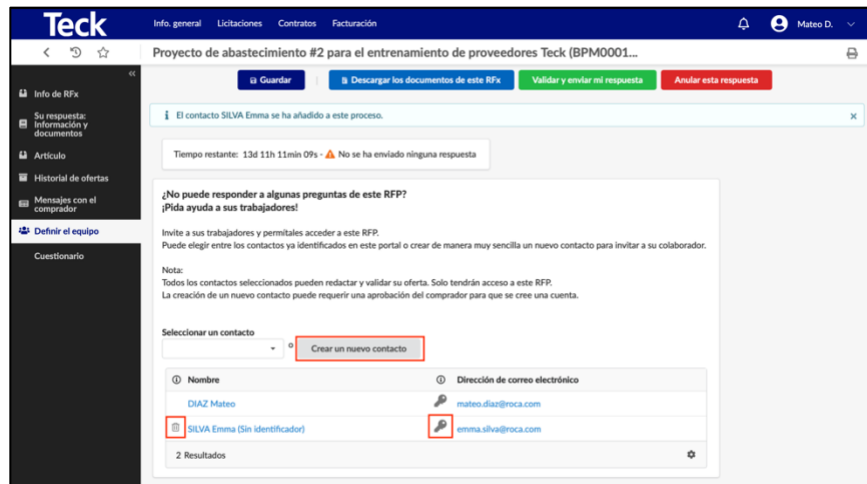 Teck
Info. general Licitaciones Contratos Facturación
Mateo D.
Proyecto de abastecimiento #2 para el entrenamiento de proveedores Teck (BPM0001...
Guardar
Descargar los documentos de este RFx
Validar y enviar mi respuesta
Anular esta respuesta
Info de RFx
Su respuesta:
Información y
documentos
Artículo
Historial de ofertas
Mensajes con el
comprador
Definir el equipo
Cuestionario
El contacto SILVA Emma se ha añadido a este proceso.
Tiempo restante: 13d 11h 11min 09s - No se ha enviado ninguna respuesta
¿No puede responder a algunas preguntas de este RFP?
¡Pida ayuda a sus trabajadores!
Invite a sus trabajadores y permítales acceder a este RFP.
Puede elegir entre los contactos ya identificados en este portal o crear de manera muy sencilla un nuevo contacto para invitar a su colaborador.
Nota:
Todos los contactos seleccionados pueden redactar y validar su oferta. Solo tendrán acceso a este RFP.
La creación de un nuevo contacto puede requerir una aprobación del comprador para que se cree una cuenta.
Seleccionar un contacto
o Crear un nuevo contacto
Nombre Dirección de correo electrónico
DIAZ Mateo mateo.diaz@roca.com
SILVA Emma (Sin identificador) emma.silva@roca.com
2 Resultados